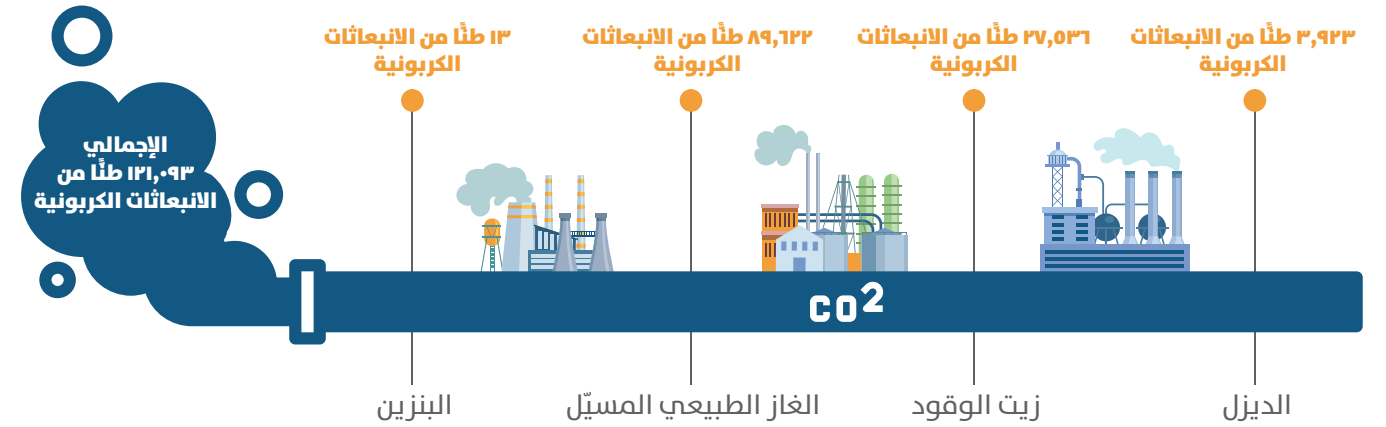 ٣,٩٢٣ طنًا من الانبعاثات
الكربونية
٢٧,٥٣٦ طنًا من الانبعاثات
الكربونية
٨٩,٦٢٢ طنًا من الانبعاثات
الكربونية
١٣ طنًا من الانبعاثات
الكربونية
الإجمالي
١٢١,٠٩٣ طنًا من
الانبعاثات الكربونية
CO²
الديزل
زيت الوقود
الغاز الطبيعي المسيّل
البنزين